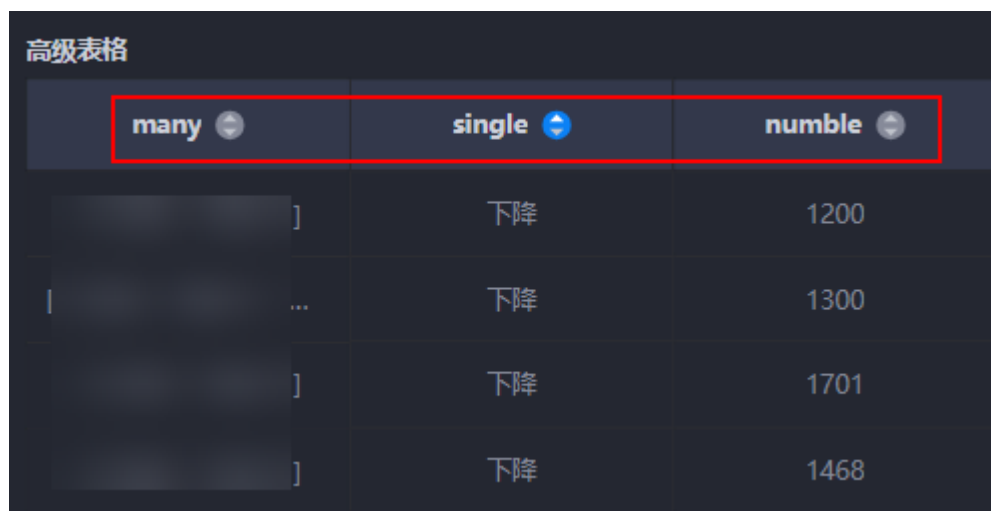 高级表格
many single numble
] 下降 1200
[ ... 下降 1300
] 下降 1701
] 下降 1468